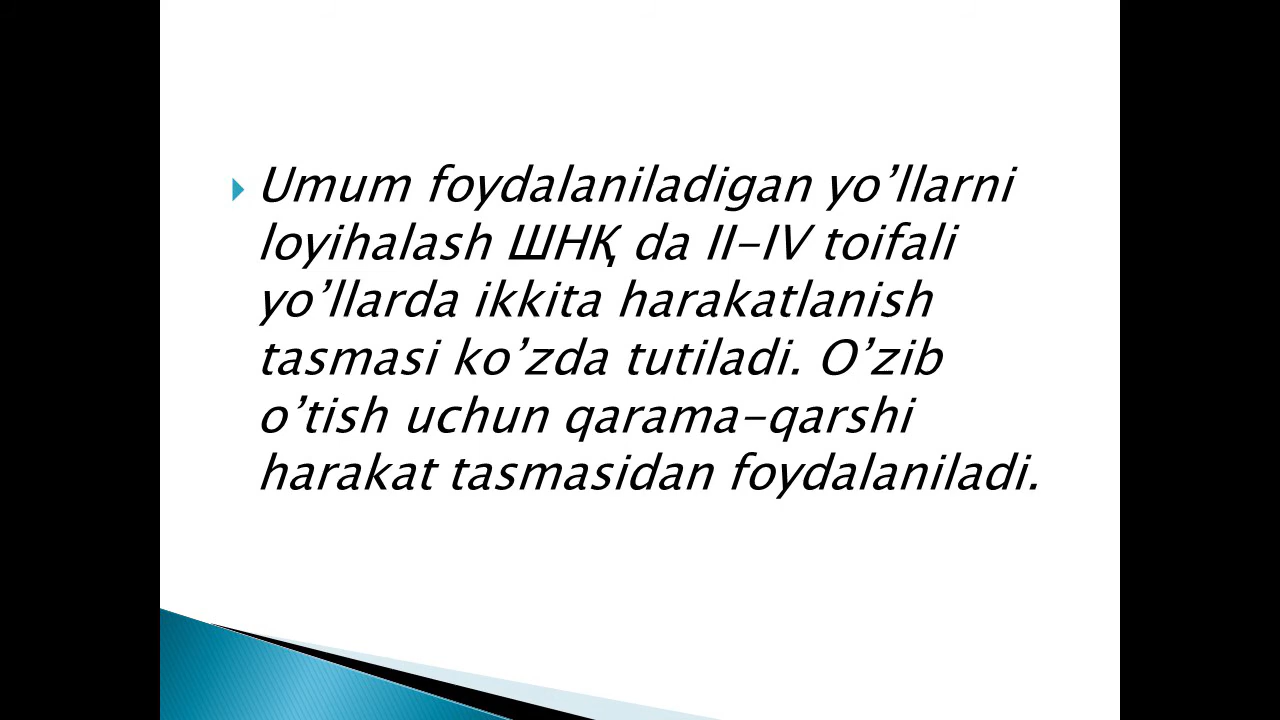 Umum foydalaniladigan yo’llarni
loyihalash ШНҚ da II-IV toifali
yo’llarda ikkita harakatlanish
tasmasi ko’zda tutiladi. O’zib
o’tish uchun qarama-qarshi
harakat tasmasidan foydalaniladi.